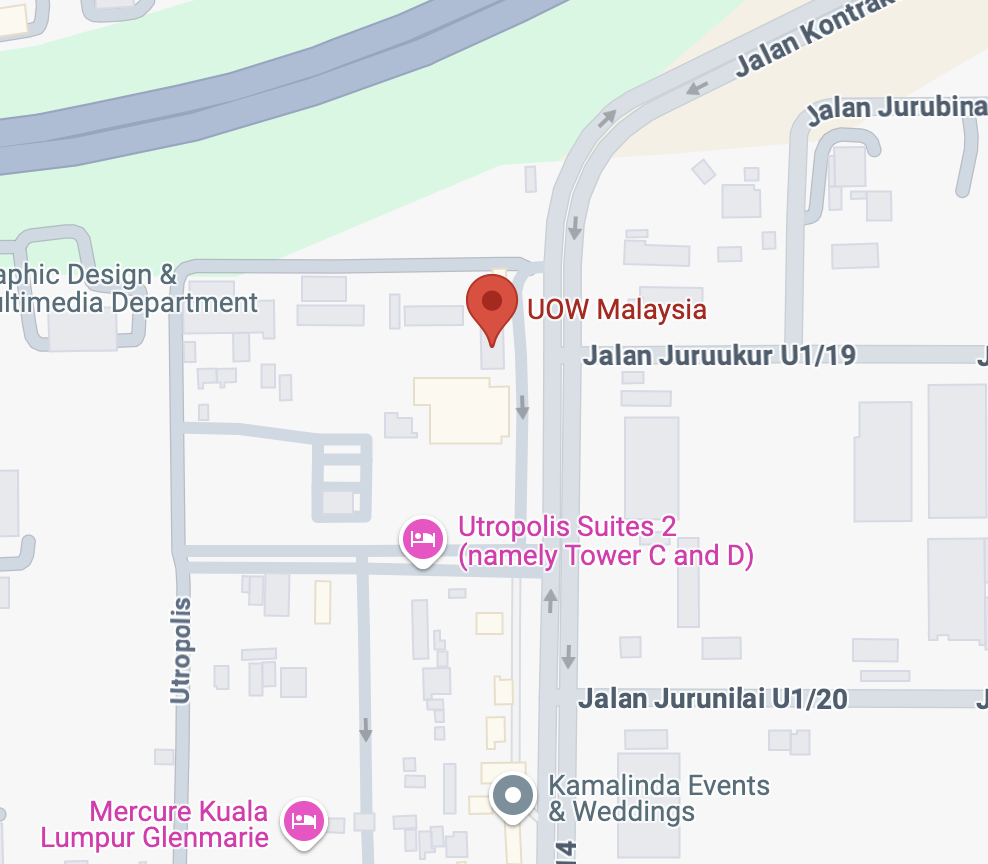 Jalan Kontrak
Jalan Jurubina
aphic Design &
ultimedia Department
UOW Malaysia
Jalan Juruukur U1/19
J
Utropolis Suites 2
(namely Tower C and D)
Utropolis
Jalan Jurunilai U1/20
J
Kamalinda Events
& Weddings
Mercure Kuala
Lumpur Glenmarie
14